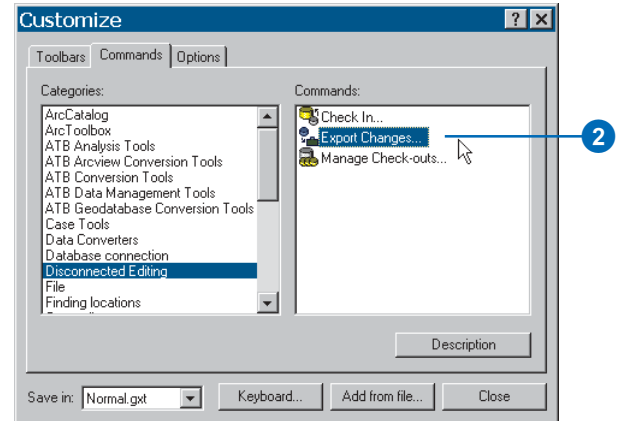 Customize
Toolbars Commands Options
Categories: Commands:
ArcCatalog
ArcToolbox
ATB Analysis Tools
ATB Arcview Conversion Tools
ATB Conversion Tools
ATB Data Management Tools
ATB Geodatabase Conversion Tools
Case Tools
Data Converters
Database connection
Disconnected Editing
File
Finding locations
Check In...
Export Changes...
Manage Check-outs...
2
Description
Save in: Normal.gxt Keyboard... Add from file... Close